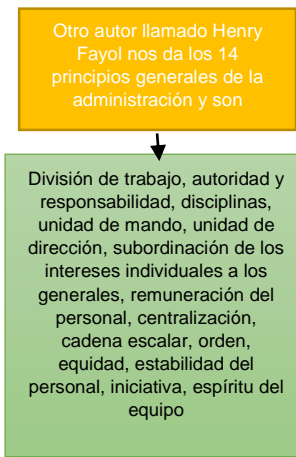 Otro autor llamado Henry
Fayol nos da los 14
principios generales de la
administración y son
División de trabajo, autoridad y
responsabilidad, disciplinas,
unidad de mando, unidad de
dirección, subordinación de los
intereses individuales a los
generales, remuneración del
personal, centralización,
cadena escalar, orden,
equidad, estabilidad del
personal, iniciativa, espíritu del
equipo